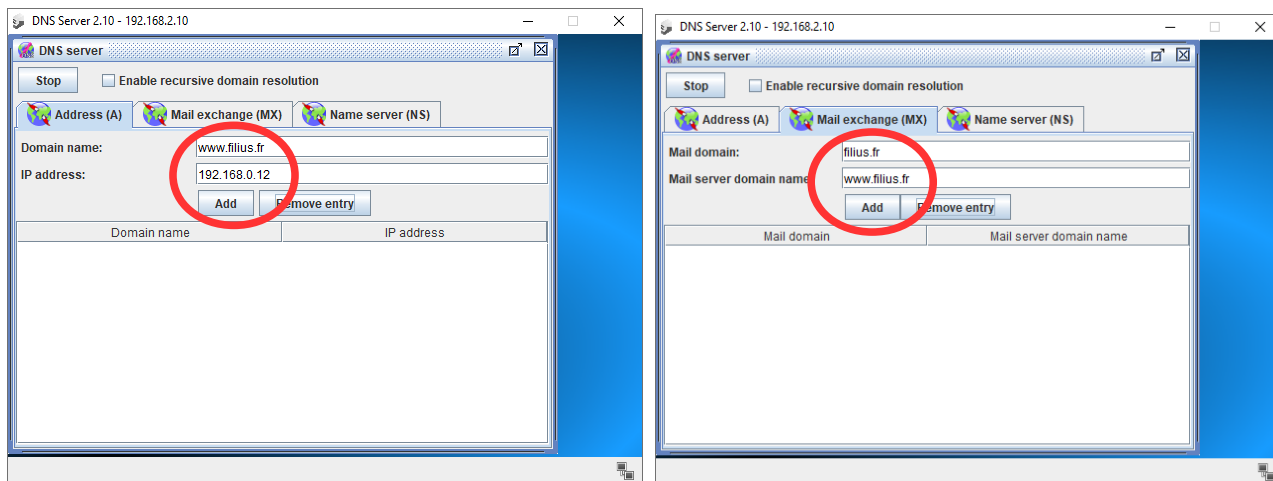 DNS Server 2.10 - 192.168.2.10
DNS server
Stop
Enable recursive domain resolution
Address (A)
Mail exchange (MX)
Name server (NS)
Domain name:
www.filius.fr
IP address:
192.168.0.12
Add
Remove entry
Domain name
IP address
DNS Server 2.10 - 192.168.2.10
DNS server
Stop
Enable recursive domain resolution
Address (A)
Mail exchange (MX)
Name server (NS)
Mail domain:
filius.fr
Mail server domain name
www.filius.fr
Add
Remove entry
Mail domain
Mail server domain name